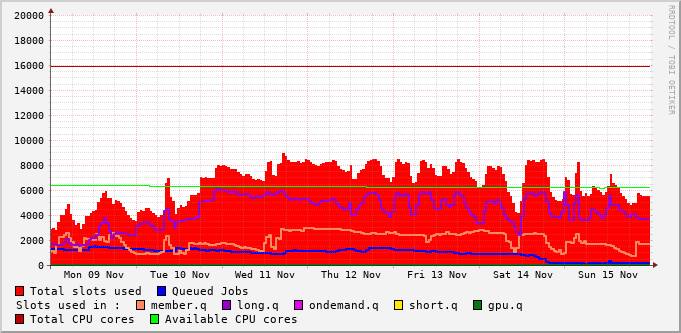 20000
18000
16000
14000
12000
10000
8000
6000
4000
2000
0
Mon 09 Nov Tue 10 Nov Wed 11 Nov Thu 12 Nov Fri 13 Nov Sat 14 Nov Sun 15 Nov
Total slots used Queued Jobs
Slots used in : member.q long.q ondemand.q short.q gpu.q
Total CPU cores Available CPU cores
RRDTOOL / TOBI OETIKER